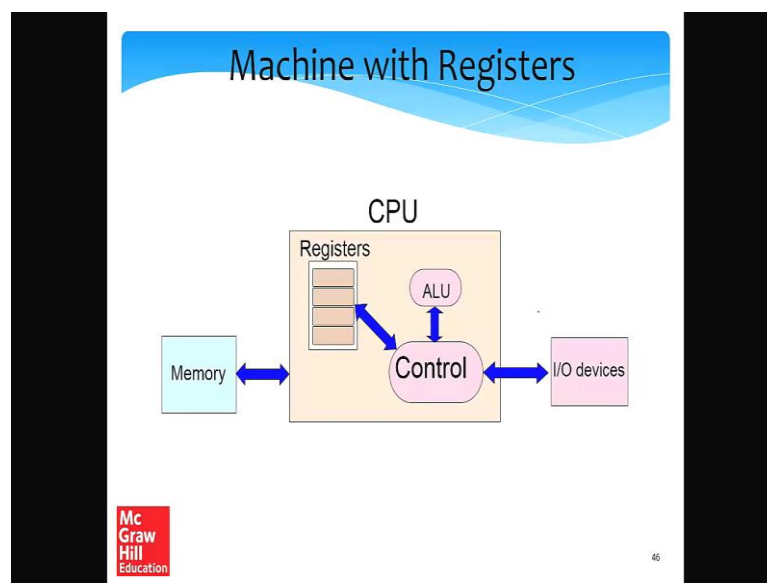 Machine with Registers
CPU
Registers
ALU
Memory
Control
I/O devices
Mc
Graw
Hill
Education
46